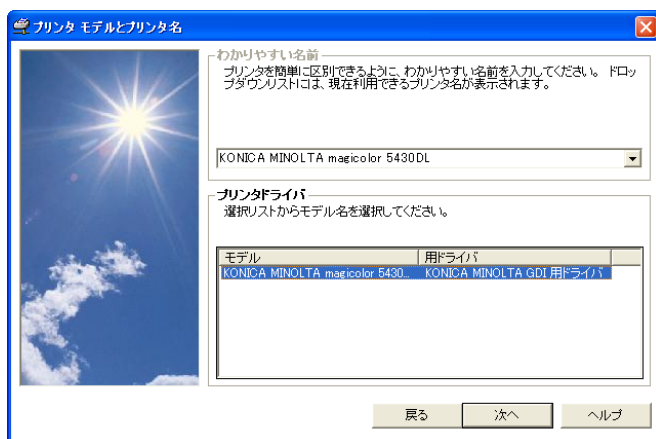 プリンタ モデルとプリンタ名
わかりやすい名前
プリンタを簡単に区別できるように、わかりやすい名前を入力してください。 ドロッ
プダウンリストには、現在利用できるプリンタ名が表示されます。
KONICA MINOLTA magicolor 5430DL
プリンタドライバ
選択リストからモデル名を選択してください。
モデル 用ドライバ
KONICA MINOLTA magicolor 5430... KONICA MINOLTA GDI 用ドライバ
戻る 次へ ヘルプ